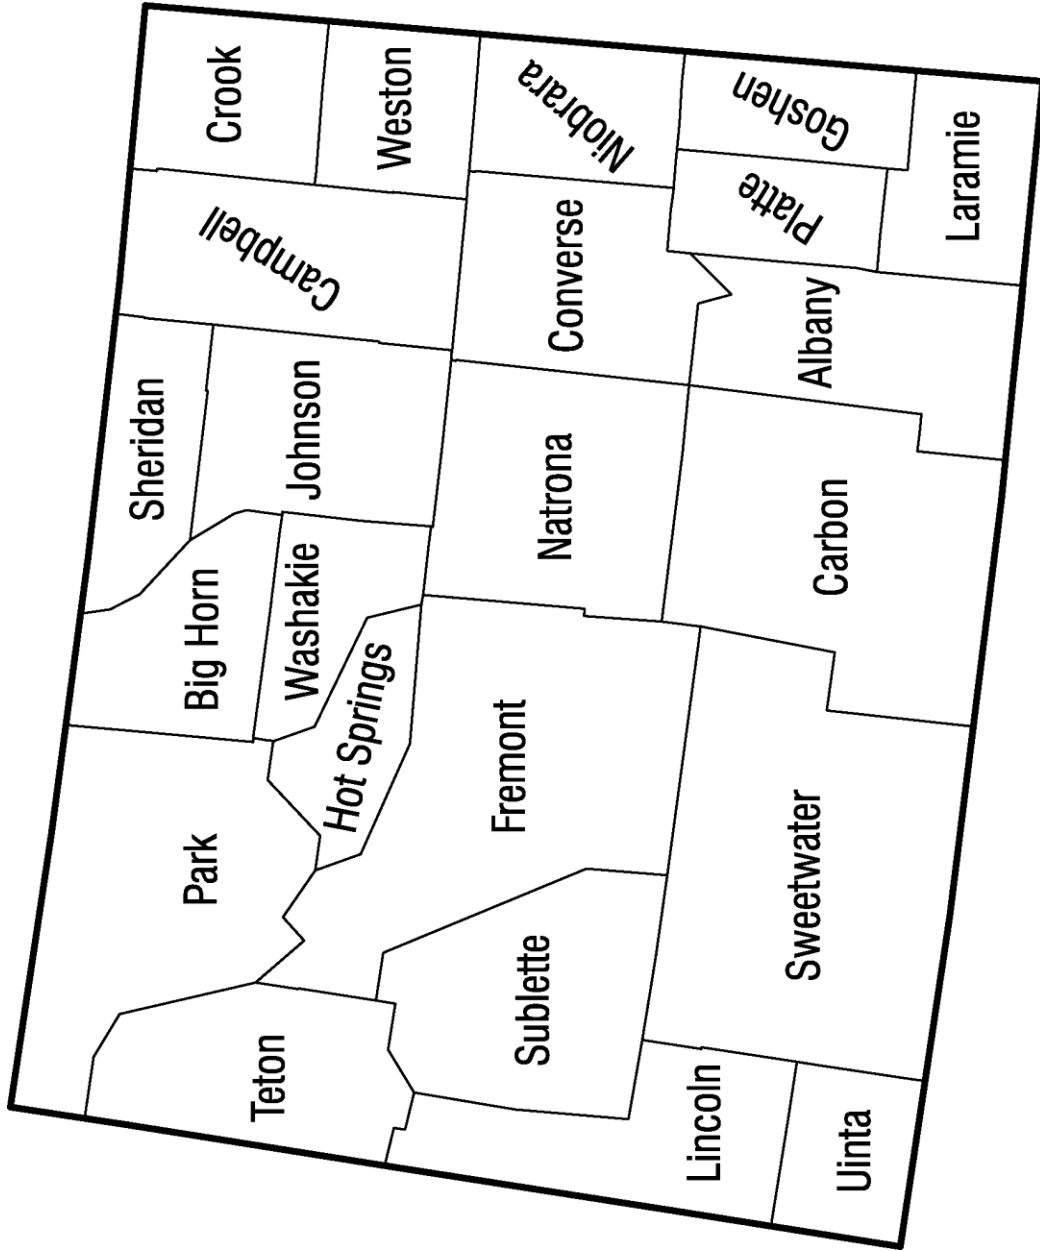 Park
Big Horn
Sheridan
Campbell
Crook
Johnson
Washakie
Weston
Teton
Hot Springs
Fremont
Sublette
Natrona
Converse
Niobrara
Lincoln
Sweetwater
Carbon
Albany
Platte
Goshen
Uinta
Laramie